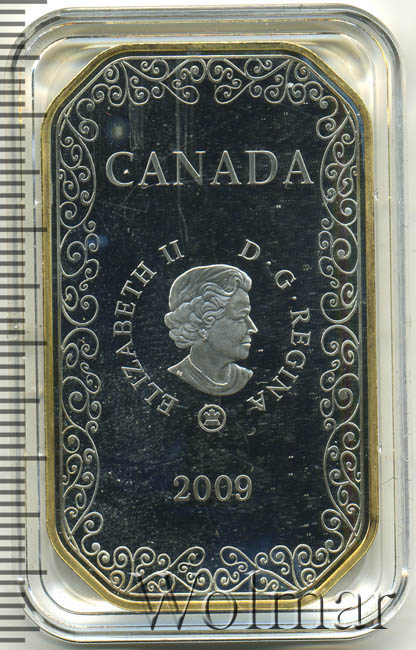 CANADA
ELIZABETH II D·G·REGINA
2009
Wolmar